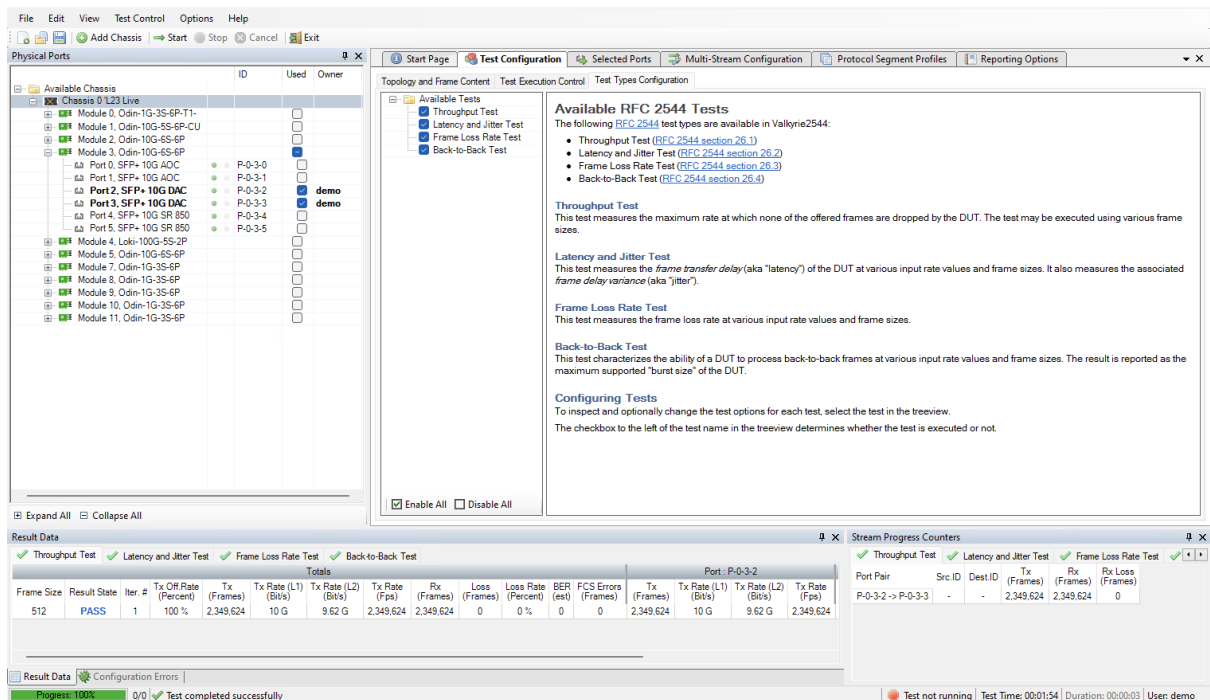 File Edit View Test Control Options Help
Add Chassis Start Stop Cancel Exit
Physical Ports
ID Used Owner
Available Chassis
Chassis 0 'L23 Live
Module 0, Odin-1G-3S-6P-T1-
Module 1, Odin-1G-5S-6P-CU
Module 2, Odin-10G-6S-6P
Module 3, Odin-10G-6S-6P
Port 0, SFP+ 10G AOC P-0-3-0
Port 1, SFP+ 10G AOC P-0-3-1
Port 2, SFP+ 10G DAC P-0-3-2 demo
Port 3, SFP+ 10G DAC P-0-3-3 demo
Port 4, SFP+ 10G SR 850 P-0-3-4
Port 5, SFP+ 10G SR 850 P-0-3-5
Module 4, Loki-100G-5S-2P
Module 5, Odin-10G-6S-6P
Module 7, Odin-1G-3S-6P
Module 8, Odin-1G-3S-6P
Module 9, Odin-1G-3S-6P
Module 10, Odin-1G-3S-6P
Module 11, Odin-1G-3S-6P
Expand All Collapse All
Start Page Test Configuration Selected Ports Multi-Stream Configuration Protocol Segment Profiles Reporting Options
Topology and Frame Content Test Execution Control Test Types Configuration
Available Tests
Throughput Test
Latency and Jitter Test
Frame Loss Rate Test
Back-to-Back Test
Enable All Disable All
Available RFC 2544 Tests
The following RFC 2544 test types are available in Valkyrie2544:
• Throughput Test (RFC 2544 section 26.1)
• Latency and Jitter Test (RFC 2544 section 26.2)
• Frame Loss Rate Test (RFC 2544 section 26.3)
• Back-to-Back Test (RFC 2544 section 26.4)
Throughput Test
This test measures the maximum rate at which none of the offered frames are dropped by the DUT. The test may be executed using various frame
sizes.
Latency and Jitter Test
This test measures the frame transfer delay (aka "latency") of the DUT at various input rate values and frame sizes. It also measures the associated
frame delay variance (aka "jitter").
Frame Loss Rate Test
This test measures the frame loss rate at various input rate values and frame sizes.
Back-to-Back Test
This test characterizes the ability of a DUT to process back-to-back frames at various input rate values and frame sizes. The result is reported as the
maximum supported "burst size" of the DUT.
Configuring Tests
To inspect and optionally change the test options for each test, select the test in the treeview.
The checkbox to the left of the test name in the treeview determines whether the test is executed or not.
Result Data
Throughput Test Latency and Jitter Test Frame Loss Rate Test Back-to-Back Test
Totals Port : P-0-3-2
Frame Size Result State Iter. # Tx Off.Rate (Percent) Tx (Frames) Tx Rate (L1) (Bit/s) Tx Rate (L2) (Bit/s) Tx Rate (Fps) Rx (Frames) Loss (Frames) Loss Rate (Percent) BER (est) FCS Errors (Frames) Tx (Frames) Tx Rate (L1) (Bit/s) Tx Rate (L2) (Bit/s) Tx Rate (Fps)
512 PASS 1 100 % 2,349,624 10 G 9.62 G 2,349,624 2,349,624 0 0 % 0 0 2,349,624 10 G 9.62 G 2,349,624
Result Data Configuration Errors
Stream Progress Counters
Throughput Test Latency and Jitter Test Frame Loss Rate Test
Port Pair Src.ID Dest.ID Tx (Frames) Rx (Frames) Rx Loss (Frames)
P-0-3-2 -> P-0-3-3 - - 2,349,624 2,349,624 0
Progress: 100% 0/0 Test completed successfully Test not running Test Time: 00:01:54 Duration: 00:00:03 User: demo